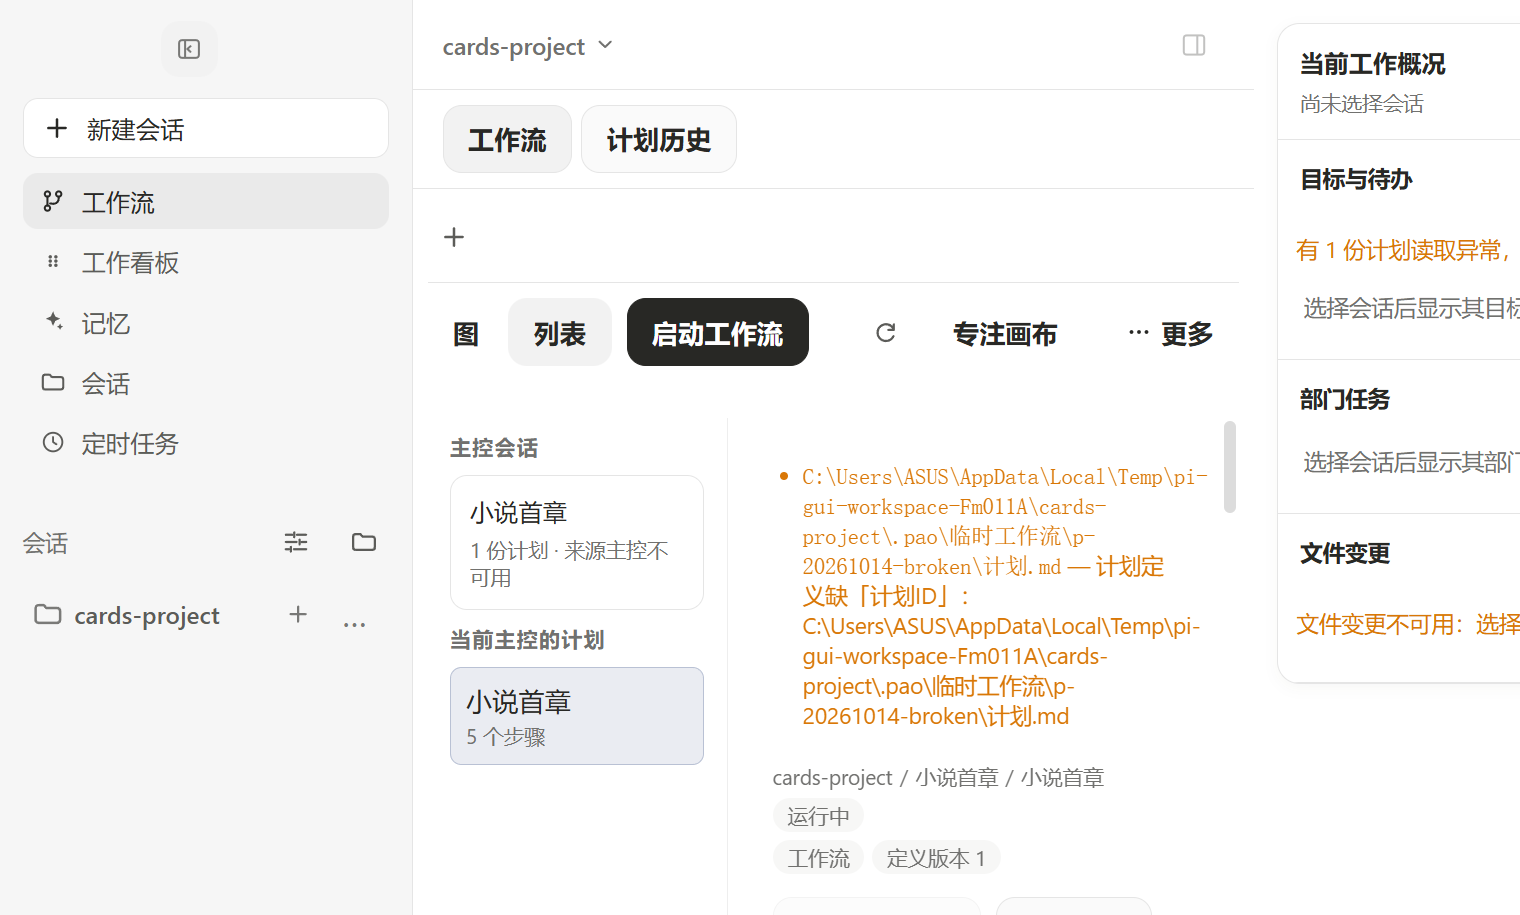 新建会话
工作流
工作看板
记忆
会话
定时任务
会话
cards-project
cards-project
工作流
计划历史
图
列表
启动工作流
专注画布
更多
主控会话
小说首章
1 份计划 · 来源主控不
可用
当前主控的计划
小说首章
5 个步骤
C:\Users\ASUS\AppData\Local\Temp\pi-
gui-workspace-Fm011A\cards-
project\.pao\临时工作流\p-
20261014-broken\计划.md — 计划定
义缺「计划ID」:
C:\Users\ASUS\AppData\Local\Temp\pi-
gui-workspace-Fm011A\cards-
project\.pao\临时工作流\p-
20261014-broken\计划.md
cards-project / 小说首章 / 小说首章
运行中
工作流
定义版本 1
当前工作概况
尚未选择会话
目标与待办
有 1 份计划读取异常，
选择会话后显示其目标
部门任务
选择会话后显示其部门
文件变更
文件变更不可用：选择